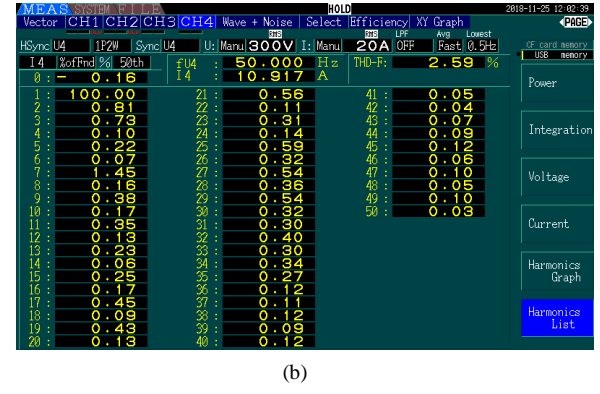 MEAS SYSTEM FILE HOLD 2018-11-25 12:02:39
Vector CH1 CH2 CH3 CH4 Wave + Noise Select Efficiency XY Graph PAGE
RMS RMS LPF Avg Lowest
HSync U4 1P2W Sync U4 U: Manu 300V I: Manu 20A OFF Fast 0.5Hz CF card memory
USB memory
I 4 %ofFnd % 50th fU4 : 50.000 Hz THD-F: 2.59 %
0 : - 0.16 I4 : 10.917 A
Power
1 : 100.00 21 : 0.56 41 : 0.05
2 : 0.81 22 : 0.11 42 : 0.04
3 : 0.73 23 : 0.31 43 : 0.07
4 : 0.10 24 : 0.14 44 : 0.09
Integration
5 : 0.22 25 : 0.59 45 : 0.12
6 : 0.07 26 : 0.32 46 : 0.06
7 : 1.45 27 : 0.54 47 : 0.10
Voltage
8 : 0.16 28 : 0.36 48 : 0.05
9 : 0.38 29 : 0.54 49 : 0.10
10 : 0.17 30 : 0.32 50 : 0.03
11 : 0.35 31 : 0.30
Current
12 : 0.13 32 : 0.40
13 : 0.23 33 : 0.30
14 : 0.06 34 : 0.34
Harmonics
15 : 0.25 35 : 0.27
Graph
16 : 0.17 36 : 0.12
17 : 0.45 37 : 0.11
18 : 0.09 38 : 0.12
Harmonics
19 : 0.43 39 : 0.09
List
20 : 0.13 40 : 0.12
(b)